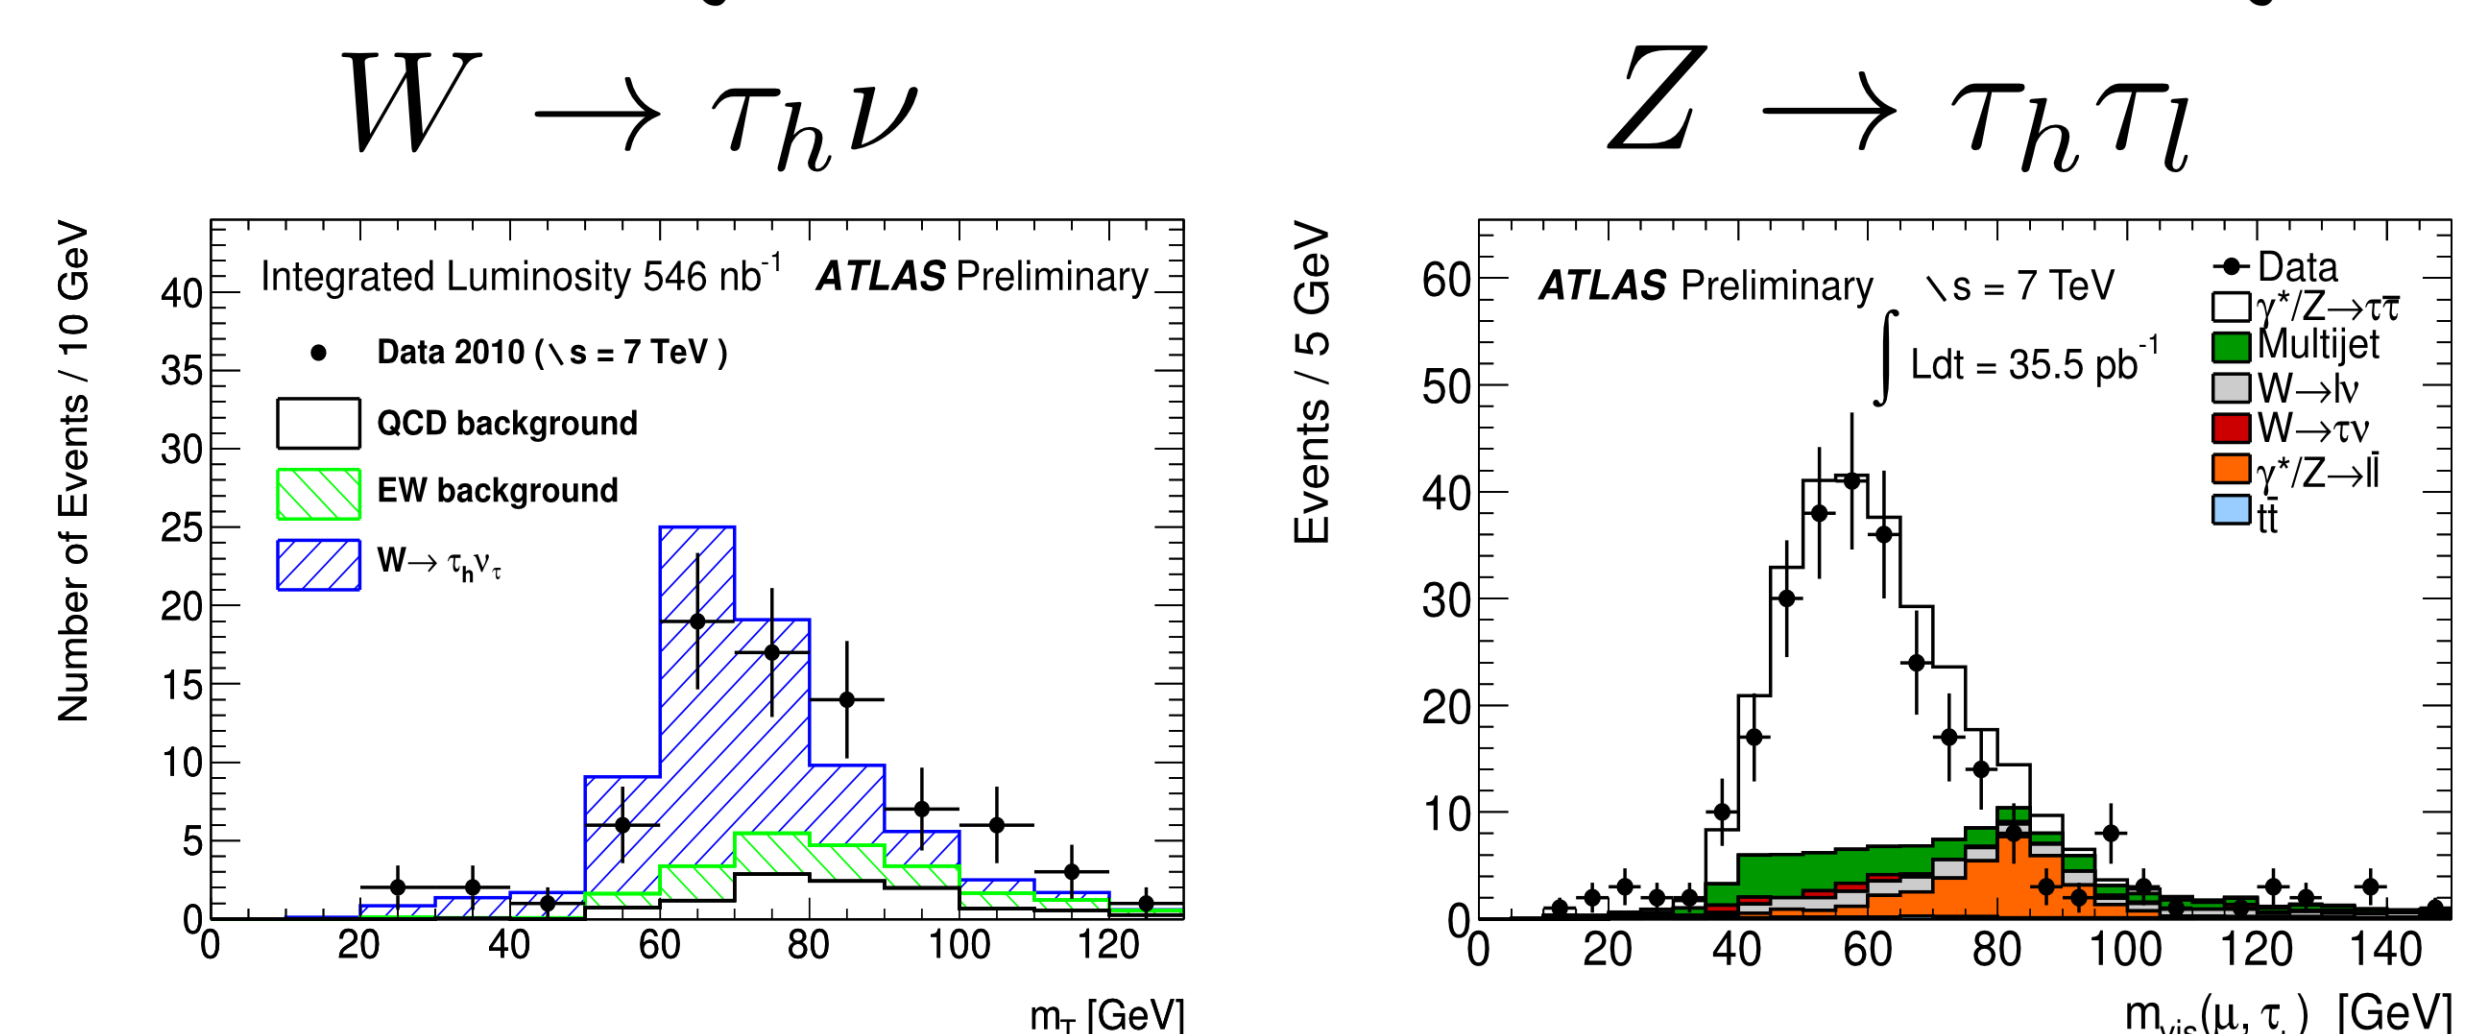 W → τ_h ν
Z → τ_h τ_l
Number of Events / 10 GeV
Integrated Luminosity 546 nb⁻¹ ATLAS Preliminary
Data 2010 (\s = 7 TeV )
QCD background
EW background
W→ τ_h ν_τ
40
35
30
25
20
15
10
5
0
0 20 40 60 80 100 120
m_T [GeV]
Events / 5 GeV
ATLAS Preliminary \s = 7 TeV
∫ Ldt = 35.5 pb⁻¹
Data
γ*/Z→ττ̄
Multijet
W→lν
W→τν
γ*/Z→ll̄
tt̄
60
50
40
30
20
10
0
0 20 40 60 80 100 120 140
m_vis(μ, τ) [GeV]